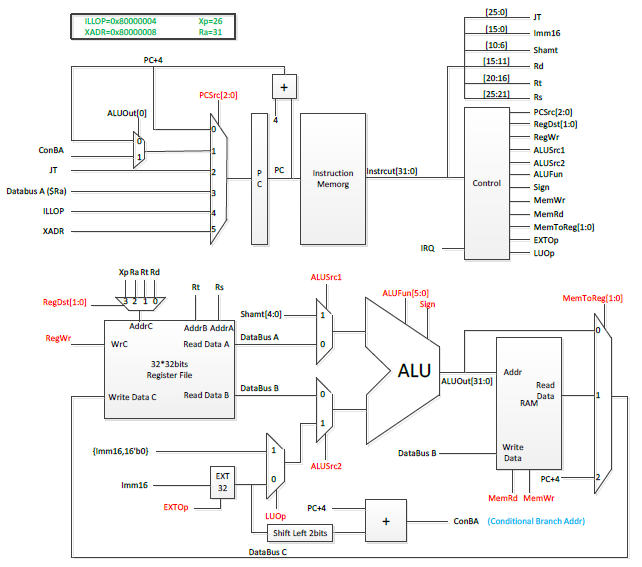 ILLOP=0x80000004 Xp=26
XADR=0x80000008 Ra=31
[25:0] JT
[15:0] Imm16
[10:6] Shamt
[15:11] Rd
[20:16] Rt
[25:21] Rs
PC+4
+
4
PCSrc[2:0]
ALUOut[0]
0
1
ConBA
JT
Databus A ($Ra)
ILLOP
XADR
0
1
2
3
4
5
P
C
PC
Instruction
Memorg
Instrcut[31:0]
Control
IRQ
PCSrc[2:0]
RegDst[1:0]
RegWr
ALUSrc1
ALUSrc2
ALUFun
Sign
MemWr
MemRd
MemToReg[1:0]
EXTOp
LUOp
Xp Ra Rt Rd
3 2 1 0
RegDst[1:0]
AddrC
Rt
Rs
AddrB AddrA
RegWr
WrC
Read Data A
32*32bits
Register File
Write Data C
Read Data B
ALUSrc1
Shamt[4:0]
1
0
DataBus A
DataBus B
0
1
ALUSrc2
ALUFun[5:0]
Sign
ALU
ALUOut[31:0]
MemToReg[1:0]
0
1
2
Addr
Read
Data
RAM
Write
Data
DataBus B
PC+4
MemRd MemWr
{Imm16,16'b0}
1
0
LUOp
Imm16
EXT
32
EXTOp
Shift Left 2bits
PC+4
+
ConBA (Conditional Branch Addr)
DataBus C